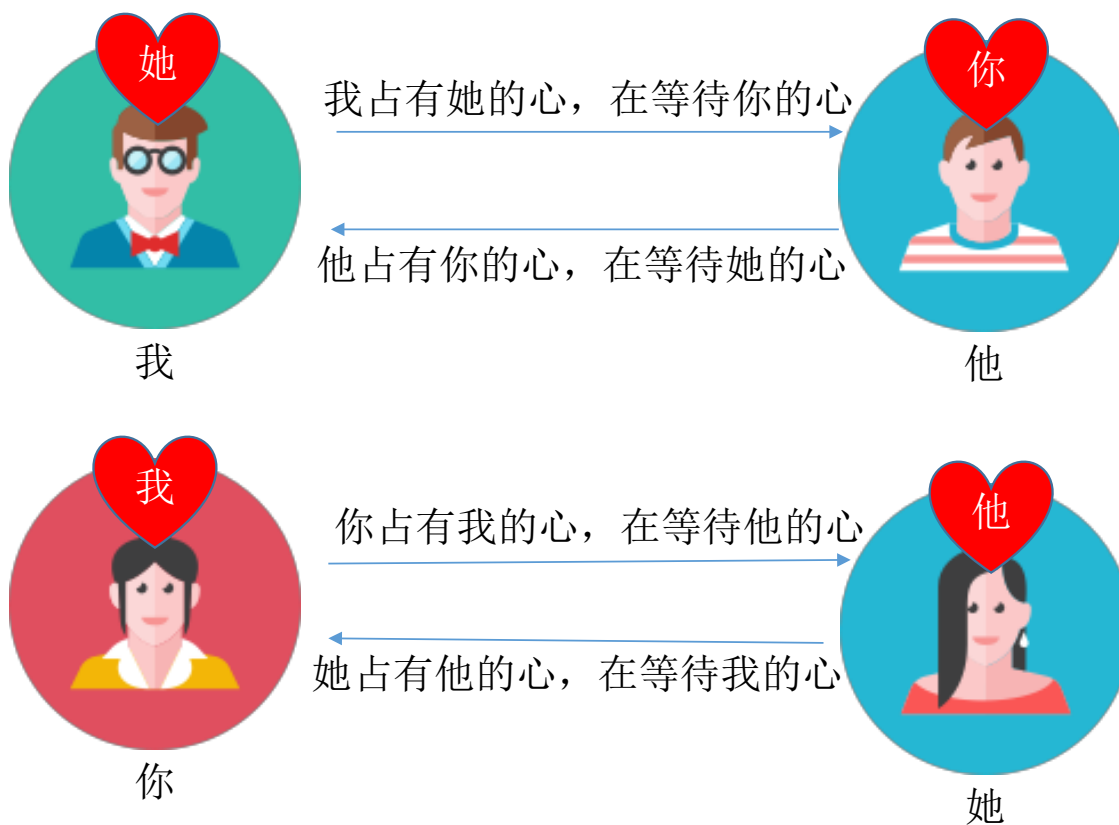 她
你
我占有她的心，在等待你的心
他占有你的心，在等待她的心
我
他
我
他
你占有我的心，在等待他的心
她占有他的心，在等待我的心
你
她